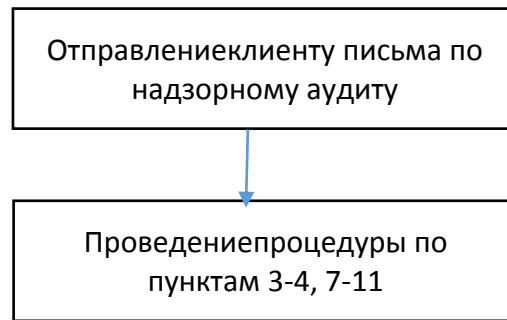 Отправлениеклиенту письма по
надзорному аудиту
Проведениепроцедуры по
пунктам 3-4, 7-11